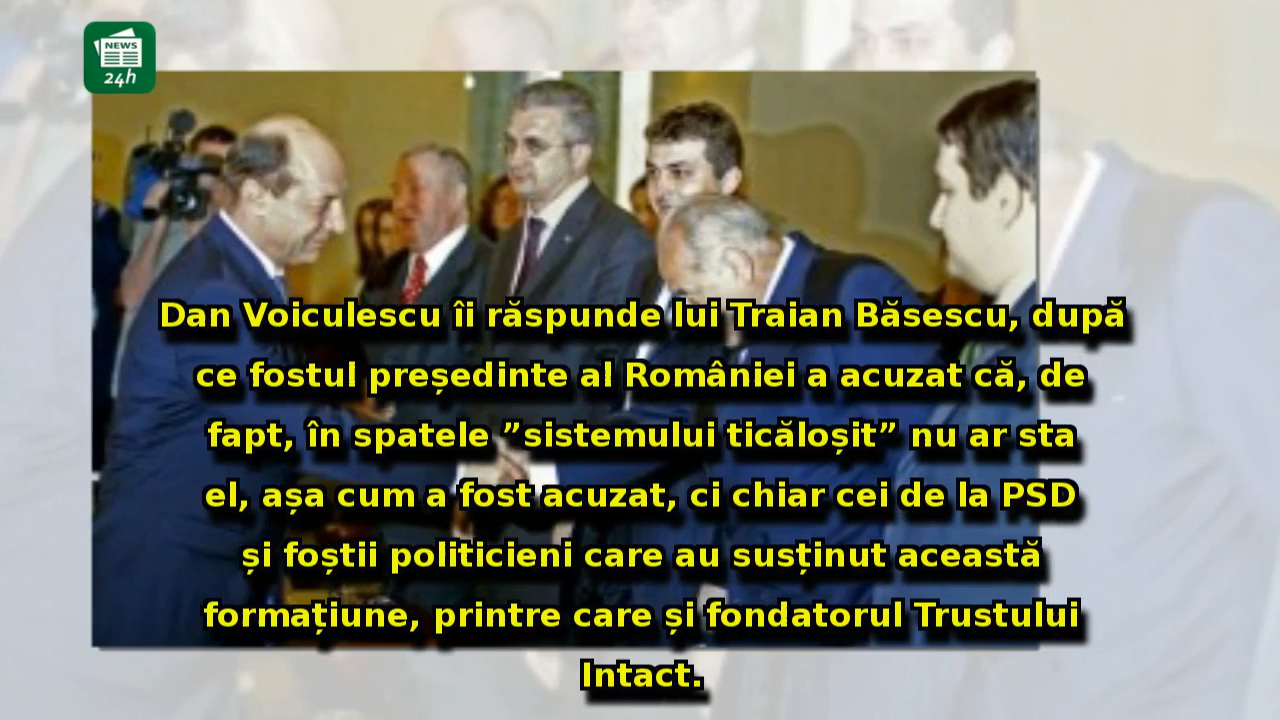 NEWS
24h
Dan Voiculescu îi răspunde lui Traian Băsescu, după
ce fostul președinte al României a acuzat că, de
fapt, în spatele ”sistemului ticăloșit” nu ar sta
el, așa cum a fost acuzat, ci chiar cei de la PSD
și foștii politicieni care au susținut această
formațiune, printre care și fondatorul Trustului
Intact.